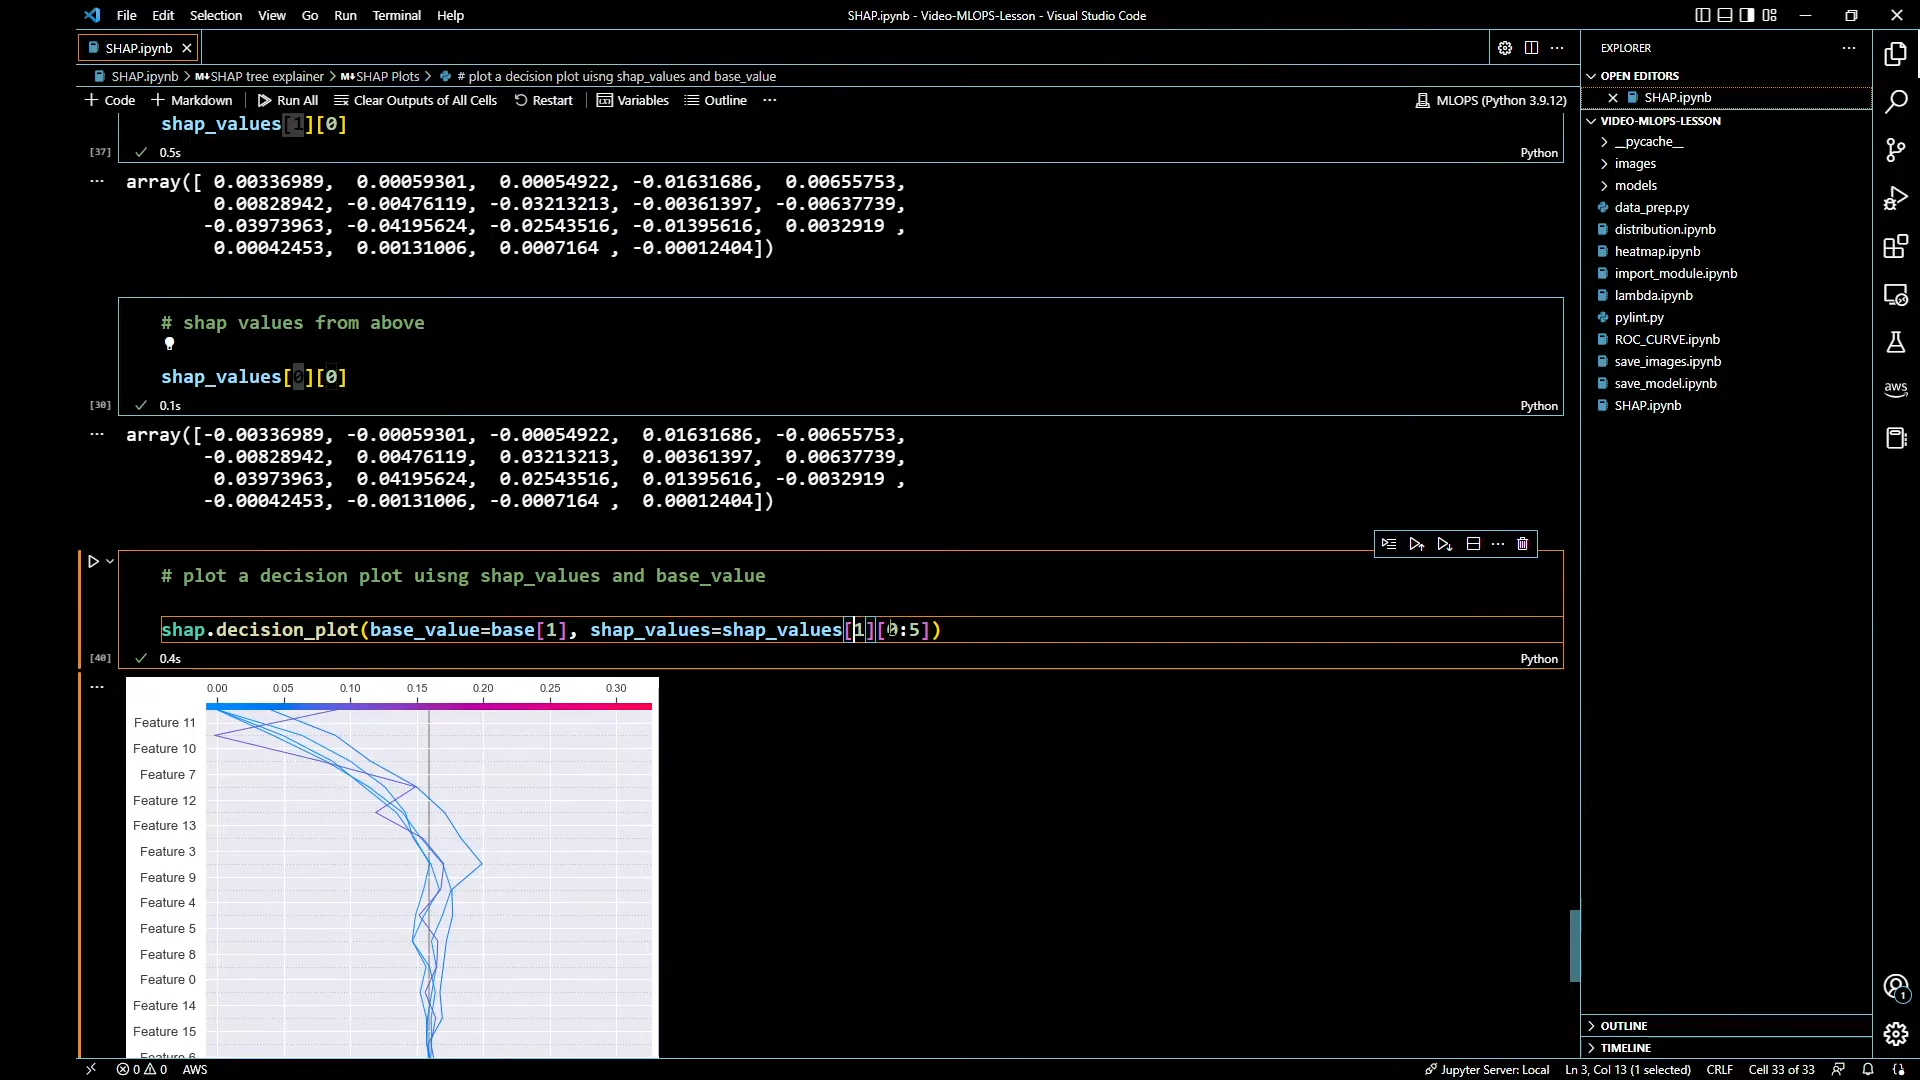 File Edit Selection View Go Run Terminal Help
SHAP.ipynb - Video-MLOPS-Lesson - Visual Studio Code
SHAP.ipynb
SHAP.ipynb > M↓SHAP tree explainer > M↓SHAP Plots > # plot a decision plot uisng shap_values and base_value
+ Code + Markdown Run All Clear Outputs of All Cells Restart Variables Outline ...
MLOPS (Python 3.9.12)
shap_values[1][0]
[37] 0.5s Python
array([ 0.00336989, 0.00059301, 0.00054922, -0.01631686, 0.00655753,
0.00828942, -0.00476119, -0.03213213, -0.00361397, -0.00637739,
-0.03973963, -0.04195624, -0.02543516, -0.01395616, 0.0032919 ,
0.00042453, 0.00131006, 0.0007164 , -0.00012404])
# shap values from above
shap_values[0][0]
[30] 0.1s Python
array([-0.00336989, -0.00059301, -0.00054922, 0.01631686, -0.00655753,
-0.00828942, 0.00476119, 0.03213213, 0.00361397, 0.00637739,
0.03973963, 0.04195624, 0.02543516, 0.01395616, -0.0032919 ,
-0.00042453, -0.00131006, -0.0007164 , 0.00012404])
# plot a decision plot uisng shap_values and base_value
shap.decision_plot(base_value=base[1], shap_values=shap_values[1][0:5])
[40] 0.4s Python
0.00 0.05 0.10 0.15 0.20 0.25 0.30
Feature 11
Feature 10
Feature 7
Feature 12
Feature 13
Feature 3
Feature 9
Feature 4
Feature 5
Feature 8
Feature 0
Feature 14
Feature 15
Feature 6
EXPLORER
OPEN EDITORS
SHAP.ipynb
VIDEO-MLOPS-LESSON
__pycache__
images
models
data_prep.py
distribution.ipynb
heatmap.ipynb
import_module.ipynb
lambda.ipynb
pylint.py
ROC_CURVE.ipynb
save_images.ipynb
save_model.ipynb
SHAP.ipynb
OUTLINE
TIMELINE
aws
1
0 0 AWS
Jupyter Server: Local Ln 3, Col 13 (1 selected) CRLF Cell 33 of 33